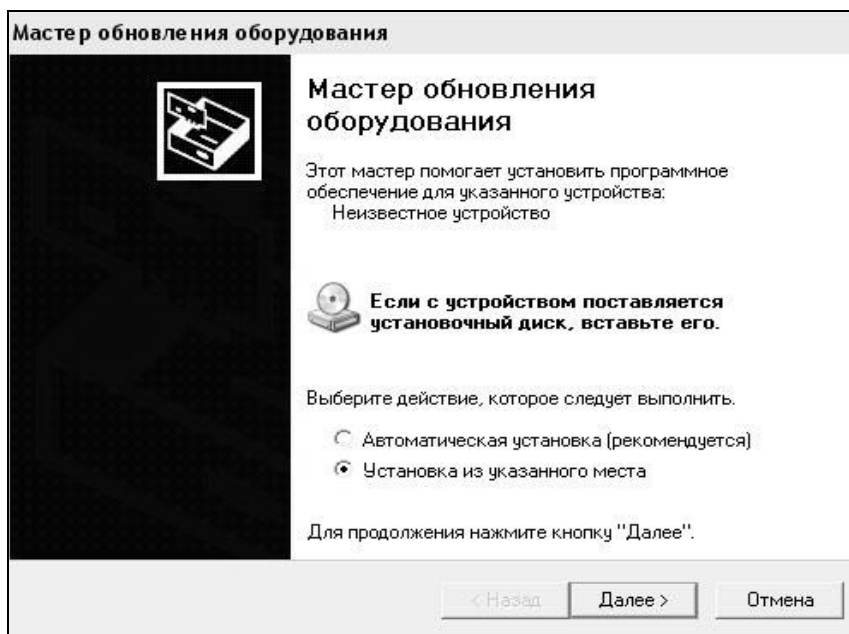 Мастер обновления оборудования
Мастер обновления
оборудования
Этот мастер помогает установить программное
обеспечение для указанного устройства:
Неизвестное устройство
Если с устройством поставляется
установочный диск, вставьте его.
Выберите действие, которое следует выполнить.
Автоматическая установка (рекомендуется)
Установка из указанного места
Для продолжения нажмите кнопку "Далее".
< Назад Далее > Отмена